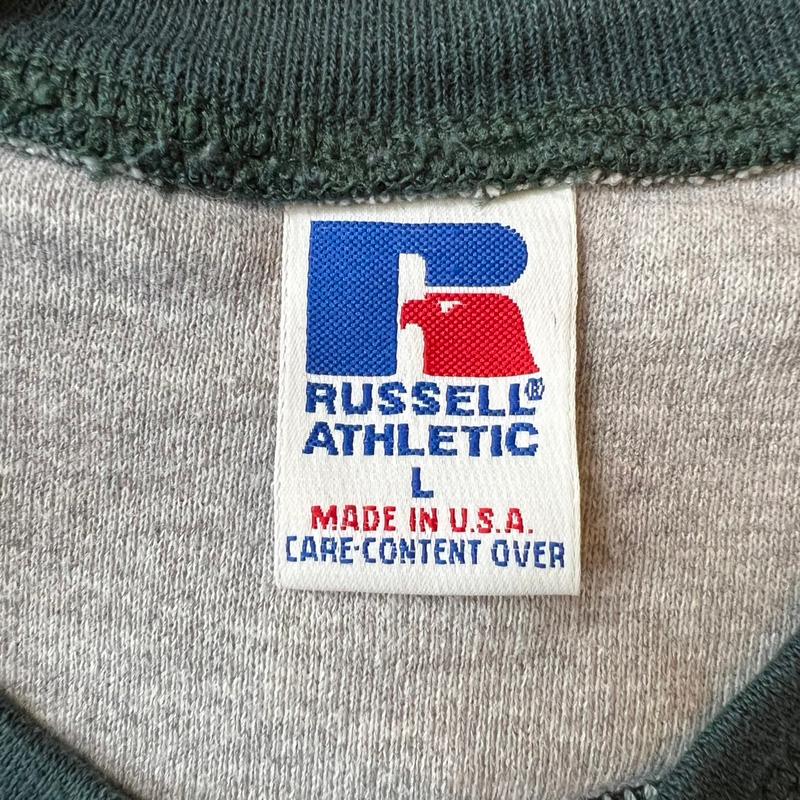 RUSSELL®
ATHLETIC
L
MADE IN U.S.A.
CARE-CONTENT OVER